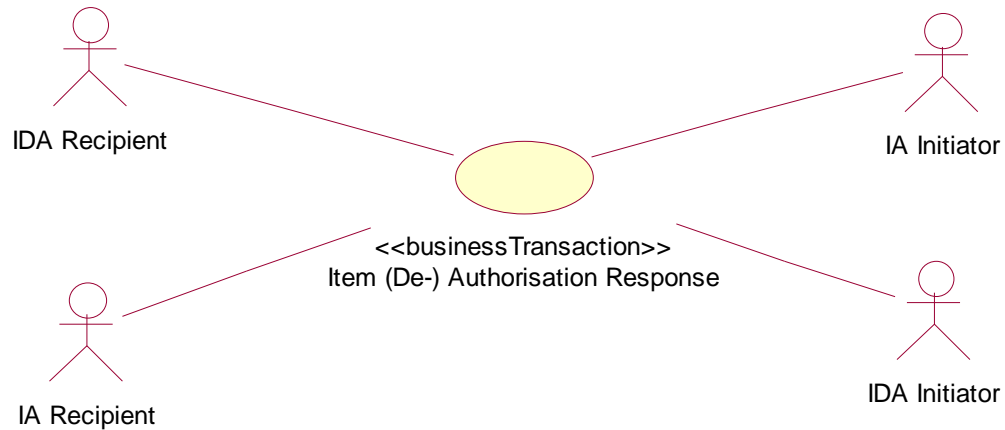 IDA Recipient
IA Initiator
<<businessTransaction>>
Item (De-) Authorisation Response
IA Recipient
IDA Initiator